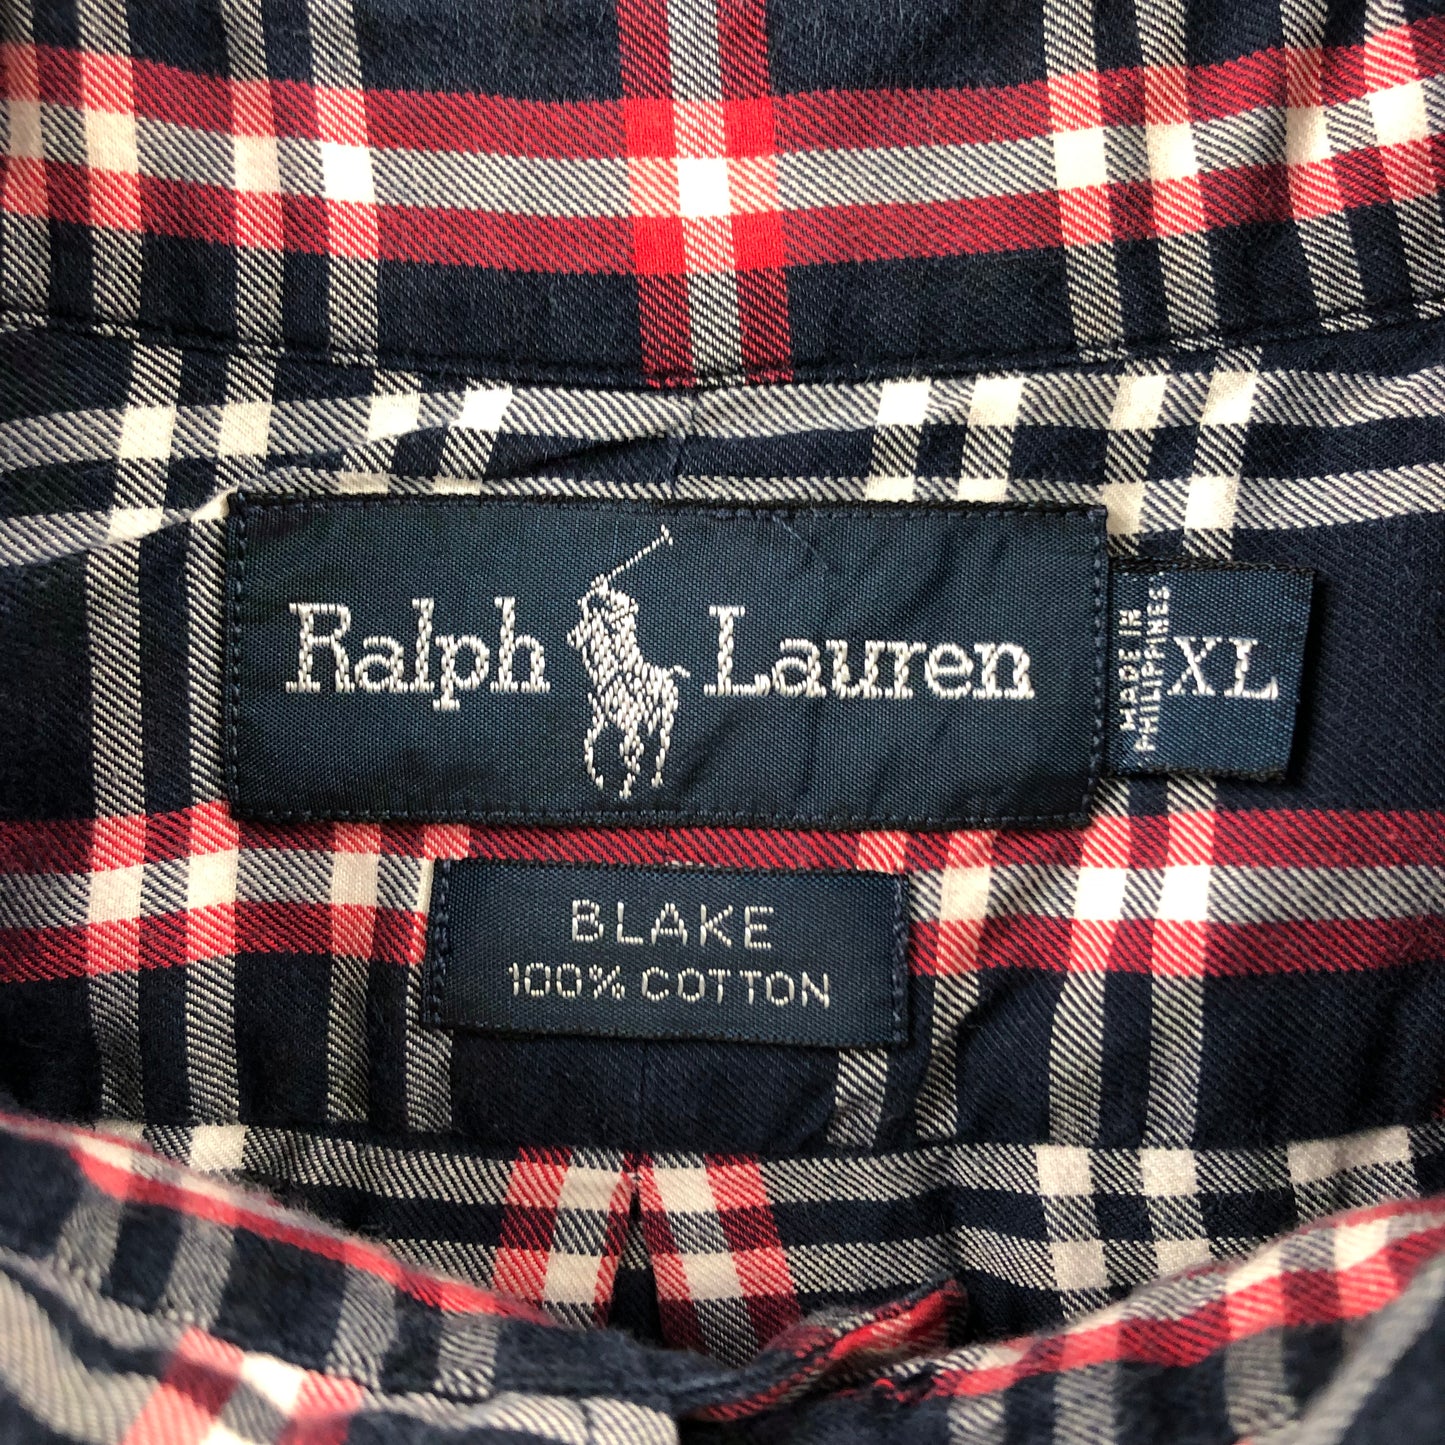 Ralph Lauren
MADE IN
PHILIPPINES
XL
BLAKE
100% COTTON